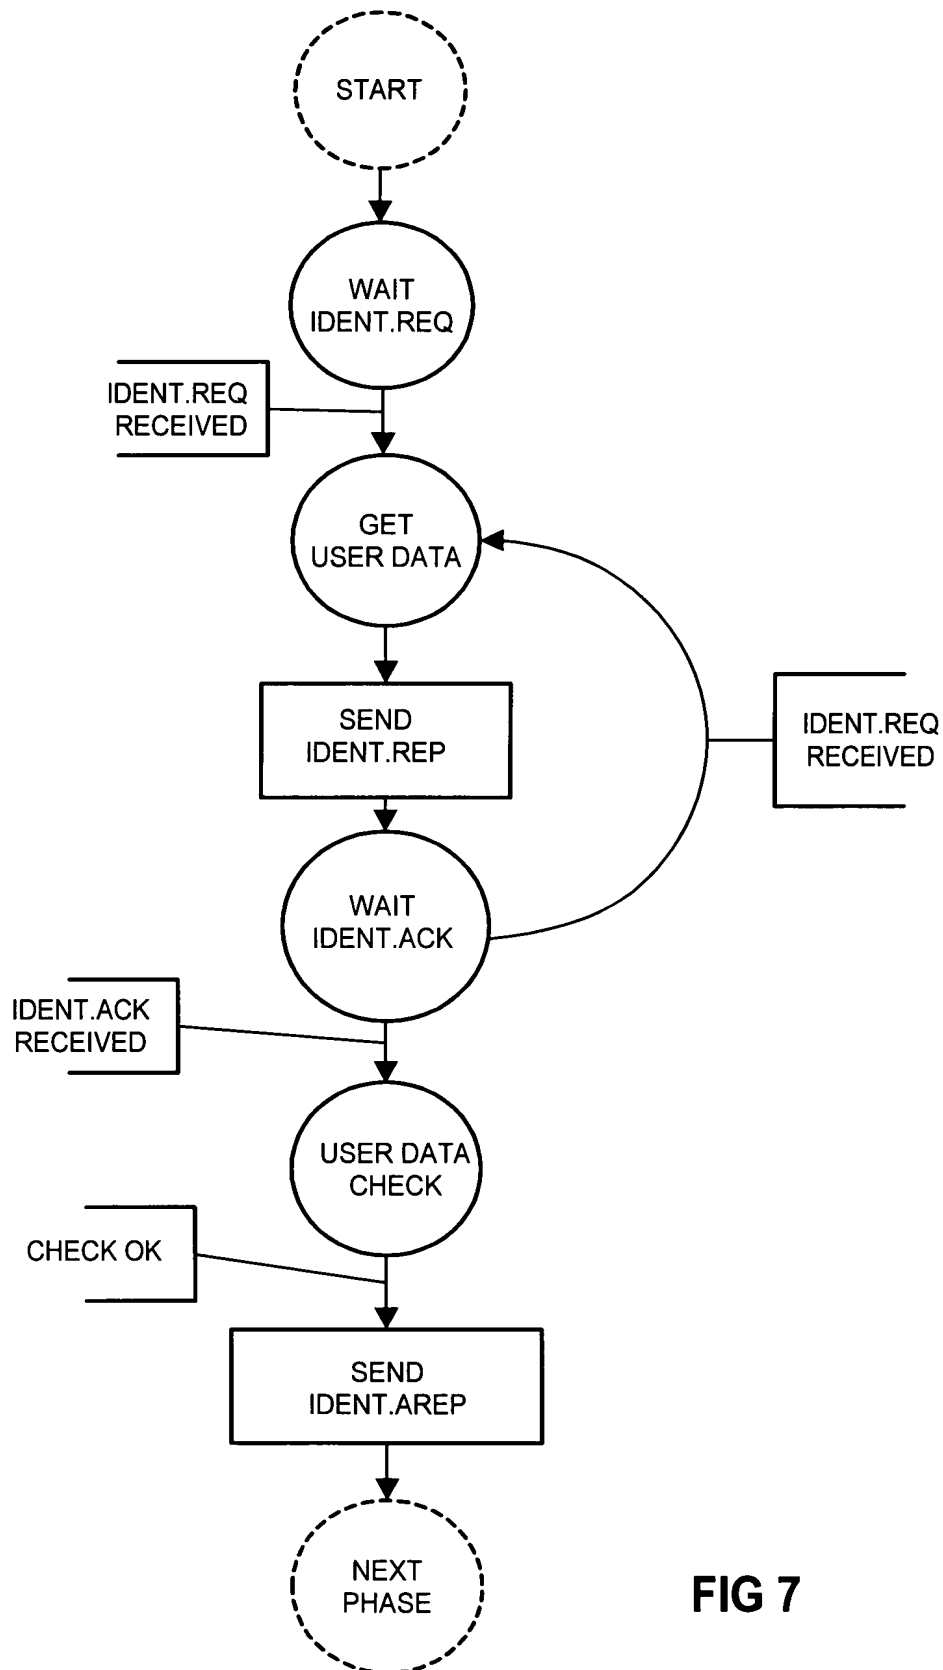 START
WAIT
IDENT.REQ
IDENT.REQ
RECEIVED
GET
USER DATA
SEND
IDENT.REP
IDENT.REQ
RECEIVED
WAIT
IDENT.ACK
IDENT.ACK
RECEIVED
USER DATA
CHECK
CHECK OK
SEND
IDENT.AREP
NEXT
PHASE
FIG 7